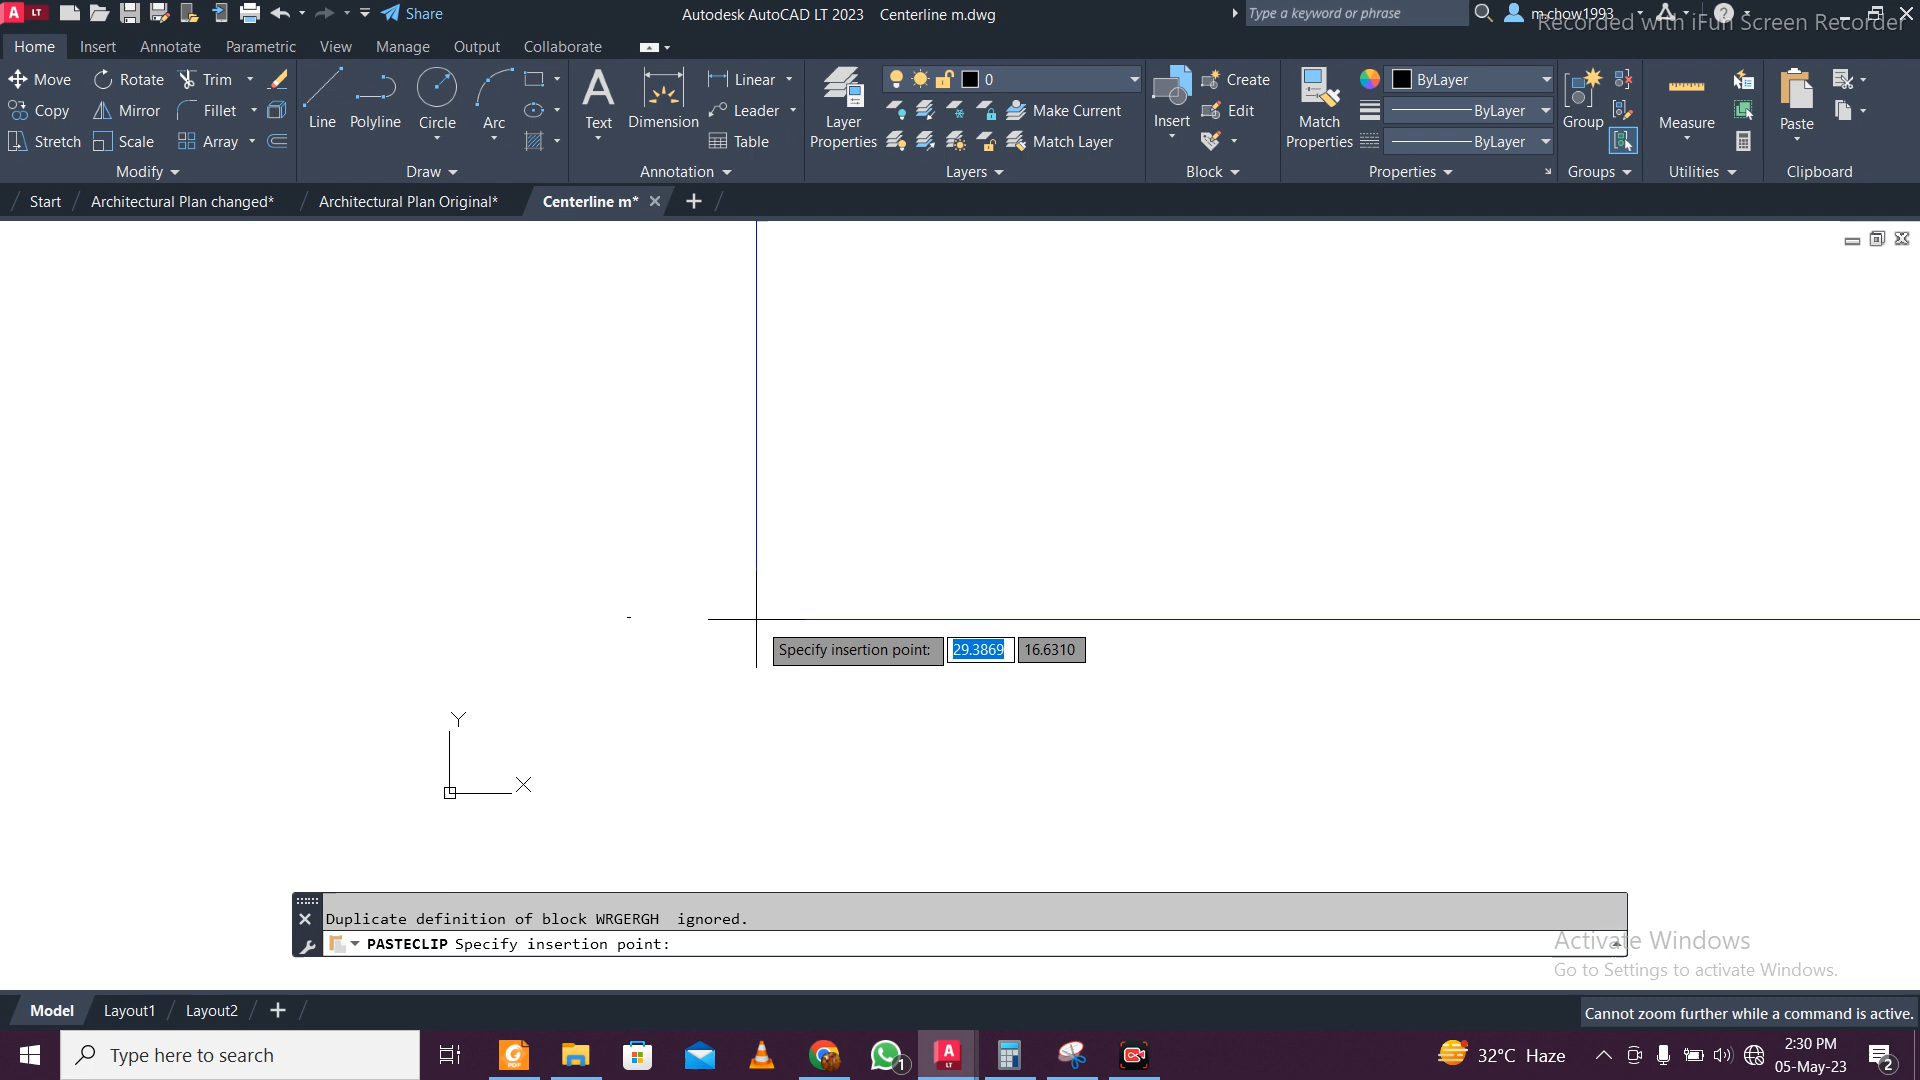 A LT Share Autodesk AutoCAD LT 2023 Centerline m.dwg Type a keyword or phrase m.chow1993
Recorded with iFun Screen Recorder
Home Insert Annotate Parametric View Manage Output Collaborate
Move Rotate Trim Linear 0 Create ByLayer
Copy Mirror Fillet Leader Make Current Edit ByLayer
Line Polyline Circle Arc Text Dimension Layer Properties Insert Match Properties Group Measure Paste
Stretch Scale Array Table Match Layer ByLayer
Modify Draw Annotation Layers Block Properties Groups Utilities Clipboard
Start Architectural Plan changed* Architectural Plan Original* Centerline m*
Specify insertion point: 29.3869 16.6310
Y
X
Duplicate definition of block WRGERGH ignored.
PASTECLIP Specify insertion point:
Activate Windows
Go to Settings to activate Windows.
Model Layout1 Layout2 Cannot zoom further while a command is active.
Type here to search PDF 1 A LT 32°C Haze 2:30 PM
05-May-23 2